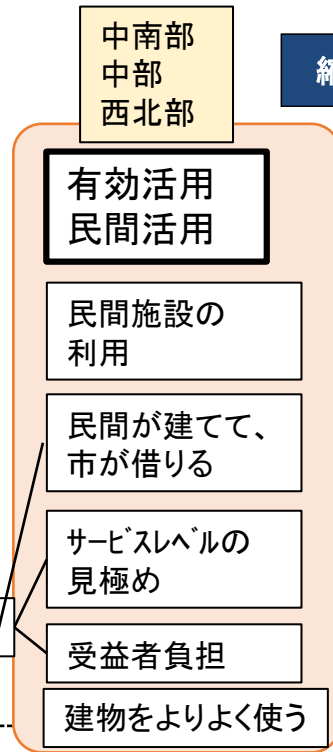 中南部
中部
西北部
有効活用
民間活用
民間施設の
利用
民間が建てて、
市が借りる
ｻｰﾋﾞｽﾚﾍﾞﾙの
見極め
受益者負担
建物をよりよく使う